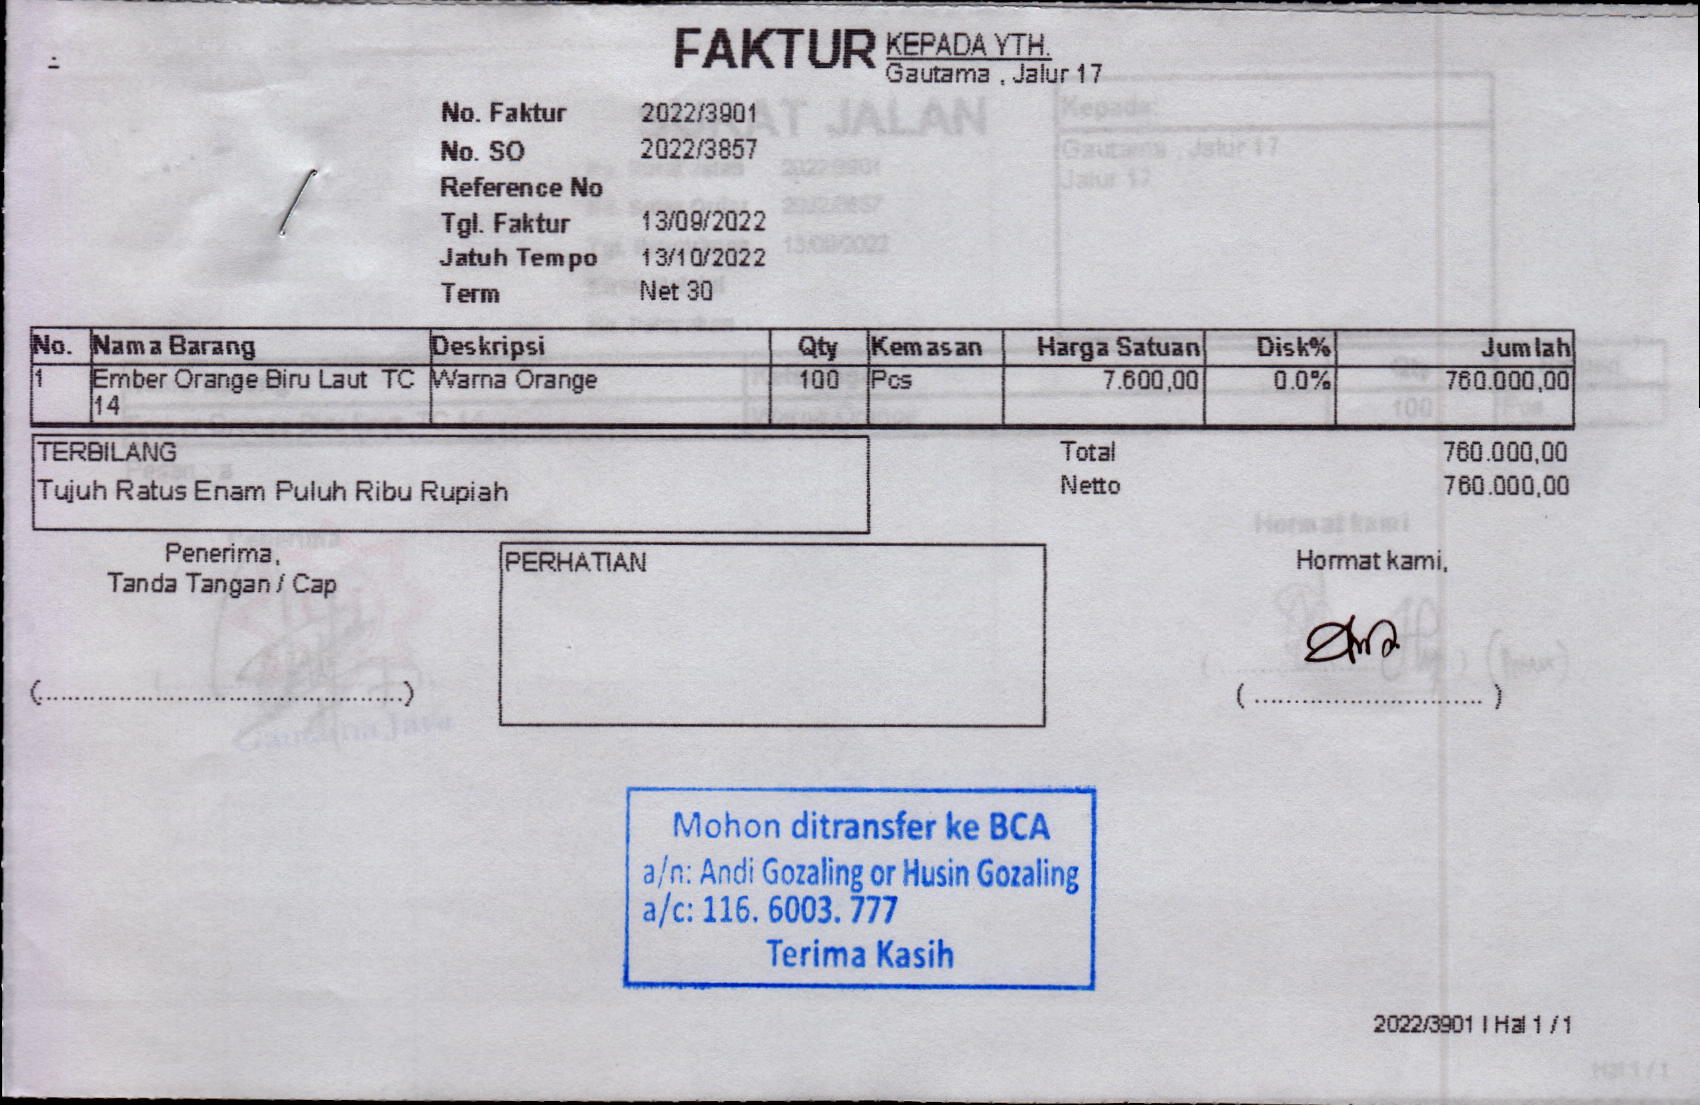 FAKTUR
KEPADA YTH.
Gautama , Jalur 17
No. Faktur 2022/3901
No. SO 2022/3857
Reference No
Tgl. Faktur 13/09/2022
Jatuh Tempo 13/10/2022
Term Net 30
No. Nama Barang Deskripsi Qty Kemasan Harga Satuan Disk% Jumlah
1 Ember Orange Biru Laut TC Warna Orange 100 Pcs 7.600,00 0.0% 760.000,00
14
TERBILANG
Tujuh Ratus Enam Puluh Ribu Rupiah
Total 760.000,00
Netto 760.000,00
Penerima,
Tanda Tangan / Cap
(..................................................)
PERHATIAN
Hormat kami,
( ............................. )
Mohon ditransfer ke BCA
a/n: Andi Gozaling or Husin Gozaling
a/c: 116. 6003. 777
Terima Kasih
2022/3901 | Hal 1 / 1